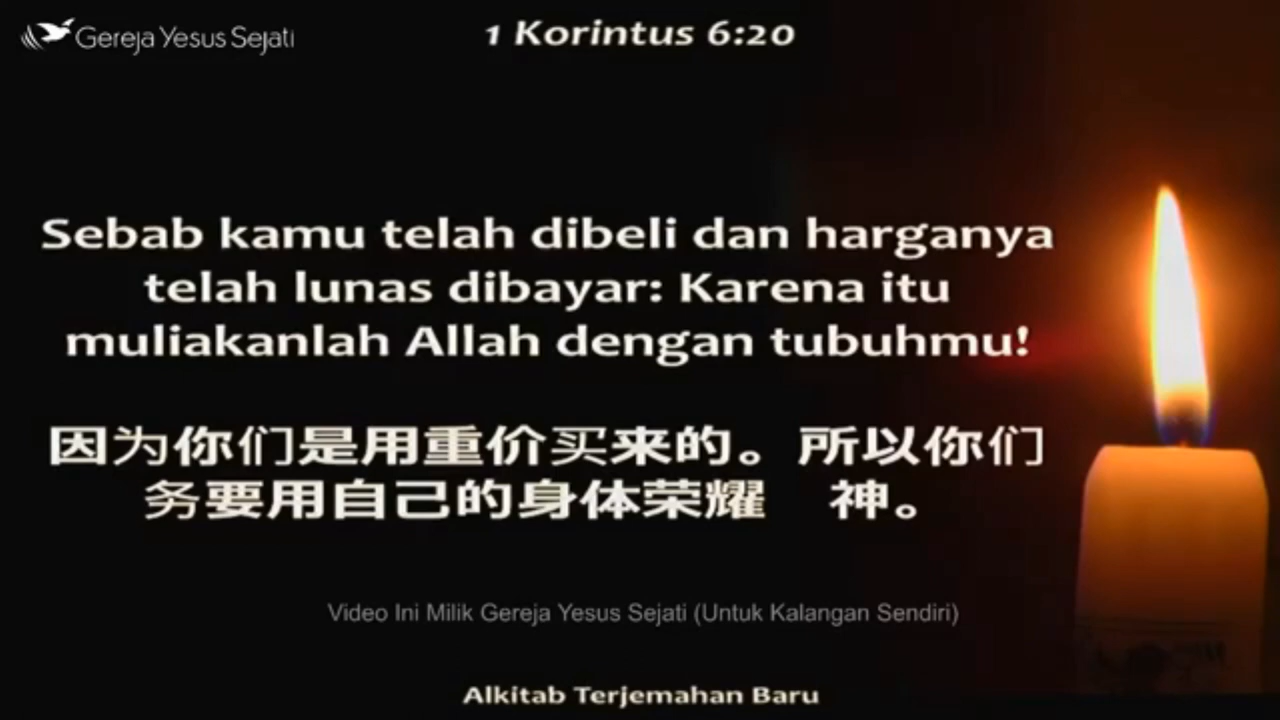 Gereja Yesus Sejati
1 Korintus 6:20
Sebab kamu telah dibeli dan harganya
telah lunas dibayar: Karena itu
muliakanlah Allah dengan tubuhmu!
因为你们是用重价买来的。所以你们
务要用自己的身体荣耀　神。
Video Ini Milik Gereja Yesus Sejati (Untuk Kalangan Sendiri)
Alkitab Terjemahan Baru